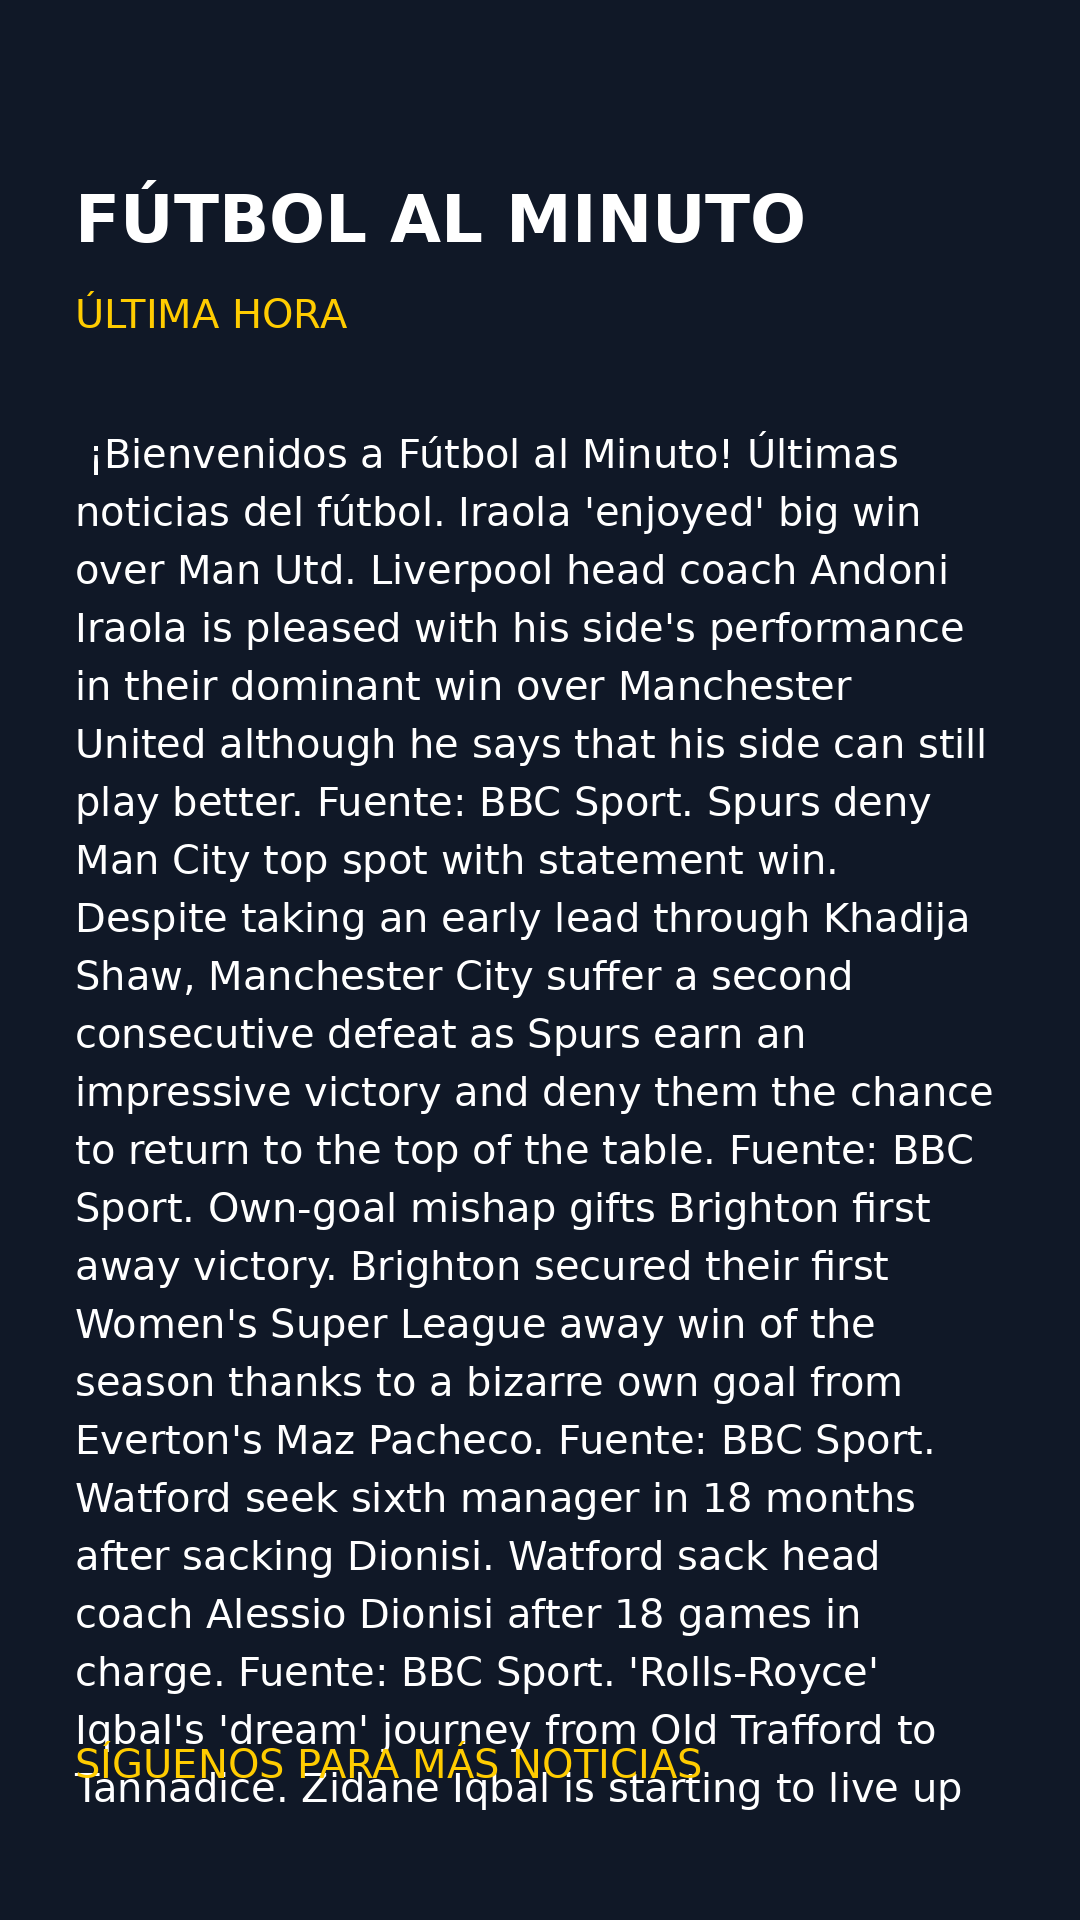 FÚTBOL AL MINUTO
ÚLTIMA HORA
¡Bienvenidos a Fútbol al Minuto! Últimas
noticias del fútbol. Iraola 'enjoyed' big win
over Man Utd. Liverpool head coach Andoni
Iraola is pleased with his side's performance
in their dominant win over Manchester
United although he says that his side can still
play better. Fuente: BBC Sport. Spurs deny
Man City top spot with statement win.
Despite taking an early lead through Khadija
Shaw, Manchester City suffer a second
consecutive defeat as Spurs earn an
impressive victory and deny them the chance
to return to the top of the table. Fuente: BBC
Sport. Own-goal mishap gifts Brighton first
away victory. Brighton secured their first
Women's Super League away win of the
season thanks to a bizarre own goal from
Everton's Maz Pacheco. Fuente: BBC Sport.
Watford seek sixth manager in 18 months
after sacking Dionisi. Watford sack head
coach Alessio Dionisi after 18 games in
charge. Fuente: BBC Sport. 'Rolls-Royce'
Iqbal's 'dream' journey from Old Trafford to
SÍGUENOS PARA MÁS NOTICIAS
Tannadice. Zidane Iqbal is starting to live up